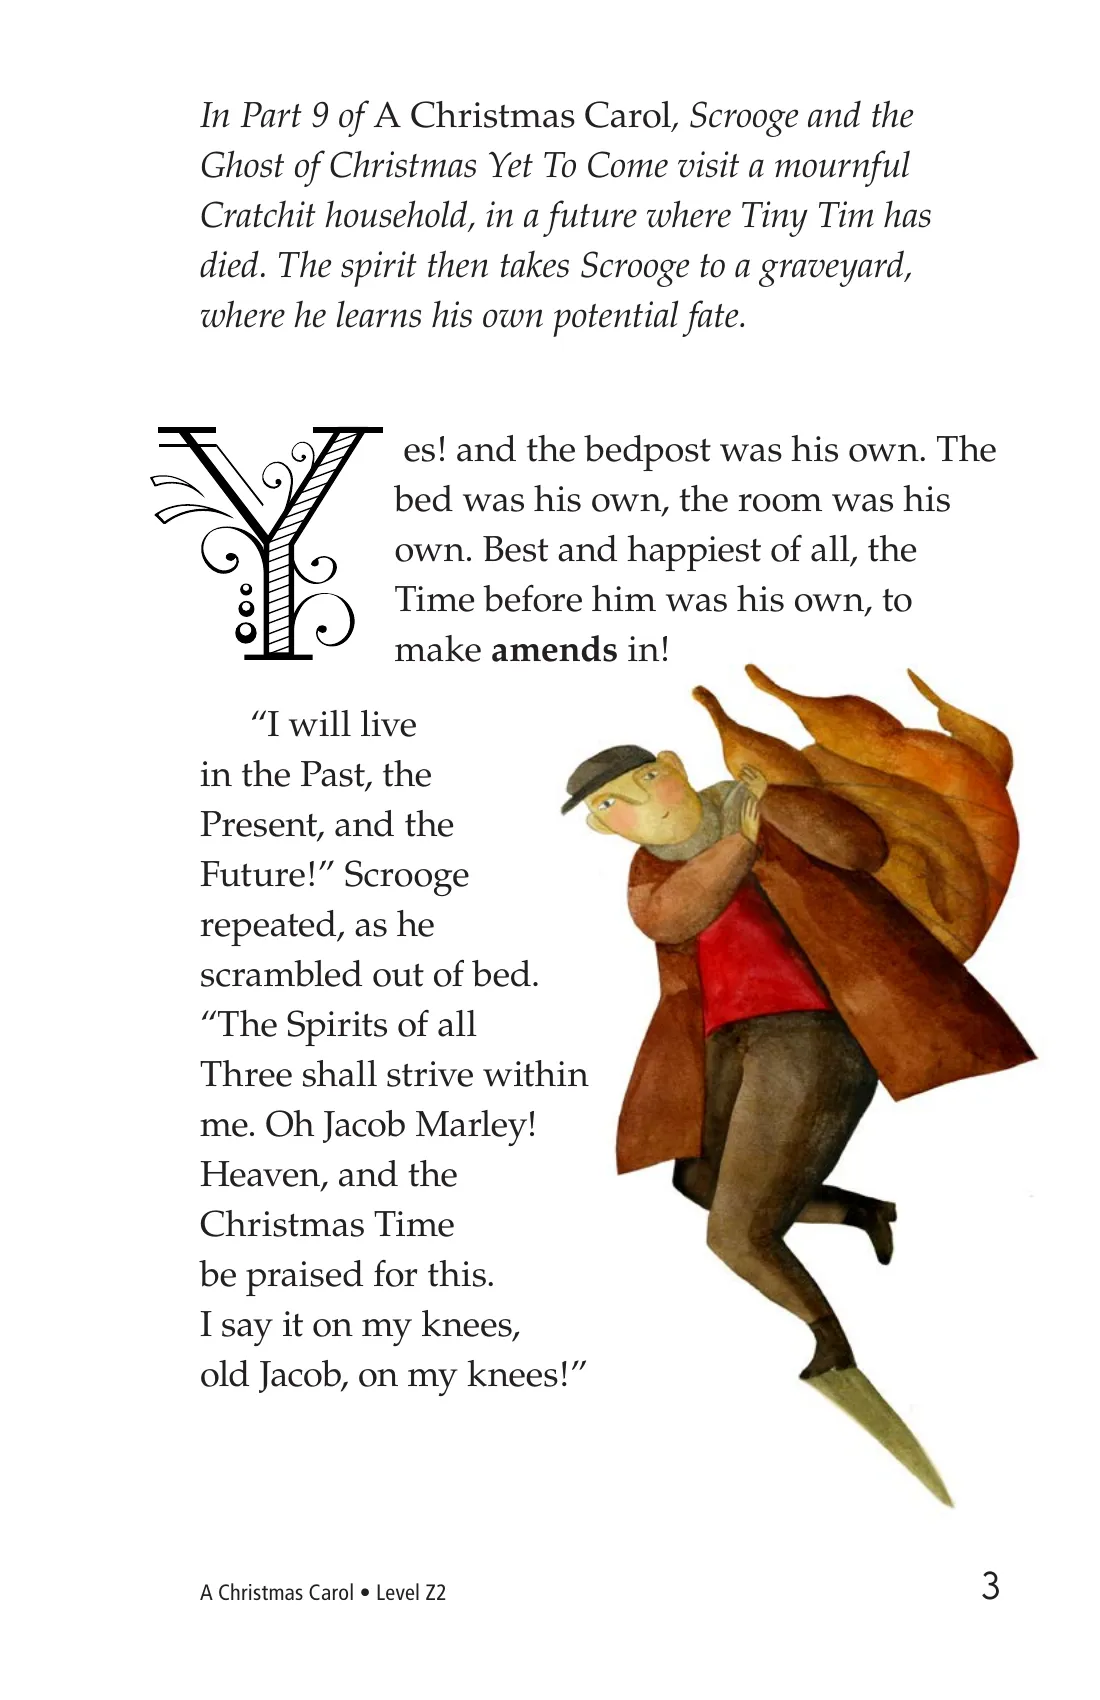 In Part 9 of A Christmas Carol, Scrooge and the
Ghost of Christmas Yet To Come visit a mournful
Cratchit household, in a future where Tiny Tim has
died. The spirit then takes Scrooge to a graveyard,
where he learns his own potential fate.
Yes! and the bedpost was his own. The
bed was his own, the room was his
own. Best and happiest of all, the
Time before him was his own, to
make amends in!
“I will live
in the Past, the
Present, and the
Future!” Scrooge
repeated, as he
scrambled out of bed.
“The Spirits of all
Three shall strive within
me. Oh Jacob Marley!
Heaven, and the
Christmas Time
be praised for this.
I say it on my knees,
old Jacob, on my knees!”
A Christmas Carol • Level Z2
3